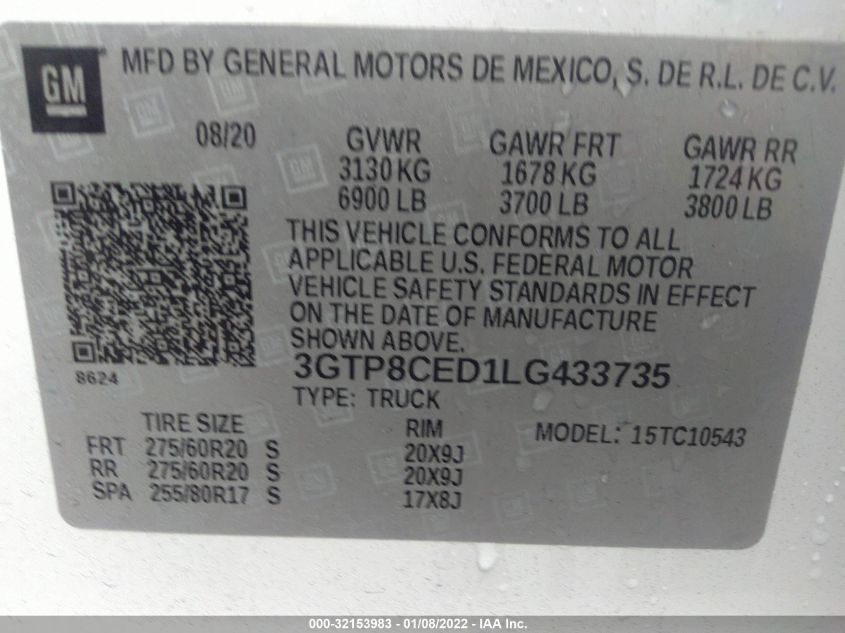 GM
MFD BY GENERAL MOTORS DE MEXICO, S. DE R.L. DE C.V.
08/20 GVWR GAWR FRT GAWR RR
3130 KG 1678 KG 1724 KG
6900 LB 3700 LB 3800 LB
THIS VEHICLE CONFORMS TO ALL
APPLICABLE U.S. FEDERAL MOTOR
VEHICLE SAFETY STANDARDS IN EFFECT
ON THE DATE OF MANUFACTURE
SHOWN ABOVE.
8624
3GTP8CED1LG433735
TYPE: TRUCK
TIRE SIZE RIM MODEL: 15TC10543
FRT 275/60R20 S 20X9J
RR 275/60R20 S 20X9J
SPA 255/80R17 S 17X8J
000-32153983 - 01/08/2022 - IAA Inc.